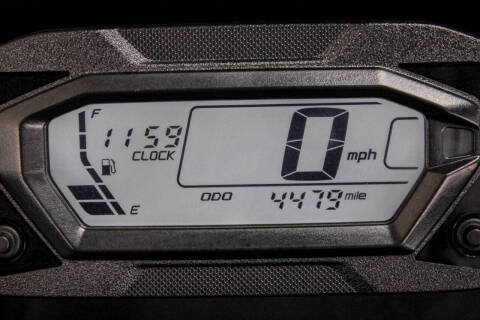 F
1159
CLOCK
0 mph
E
ODO 4479 mile